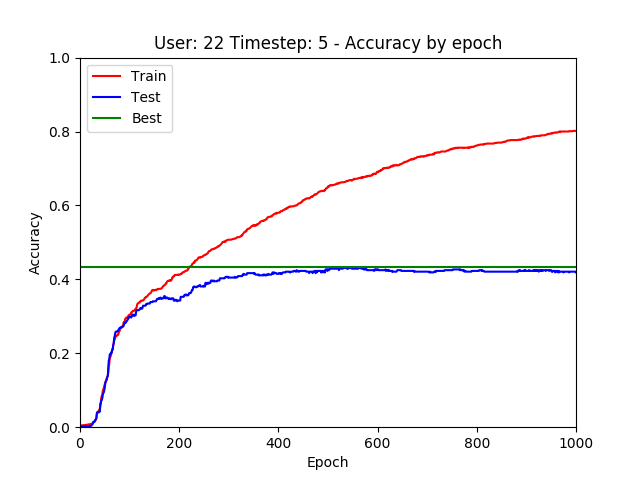 User: 22 Timestep: 5 - Accuracy by epoch
1.0
Train
Test
Best
0.8
0.6
Accuracy
0.4
0.2
0.0
0 200 400 600 800 1000
Epoch